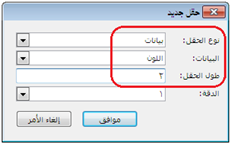 حقل جديد
نوع الحقل: بيانات
البيانات: اللون
طول الحقل: ٢
الدقة: ١
موافق إلغاء الأمر